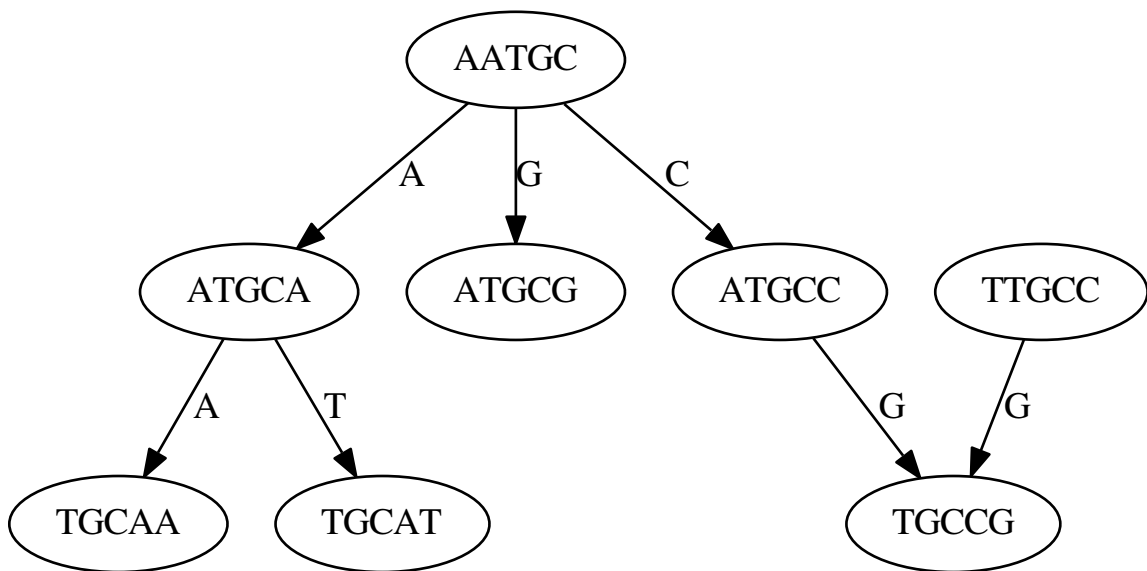 AATGC
A
G
C
ATGCA
ATGCG
ATGCC
TTGCC
A
T
G
G
TGCAA
TGCAT
TGCCG